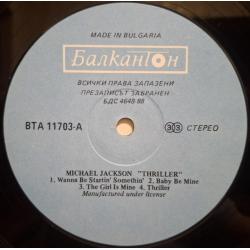 MADE IN BULGARIA
Балкантон
ВСИЧКИ ПРАВА ЗАПАЗЕНИ
ПРЕЗАПИСЪТ ЗАБРАНЕН
БДС 4648-88
ВТА 11703-А
33 СТЕРЕО
MICHAEL JACKSON "THRILLER"
1. Wanna Be Startin' Somethin' 2. Baby Be Mine
3. The Girl Is Mine 4. Thriller
Manufactured under license